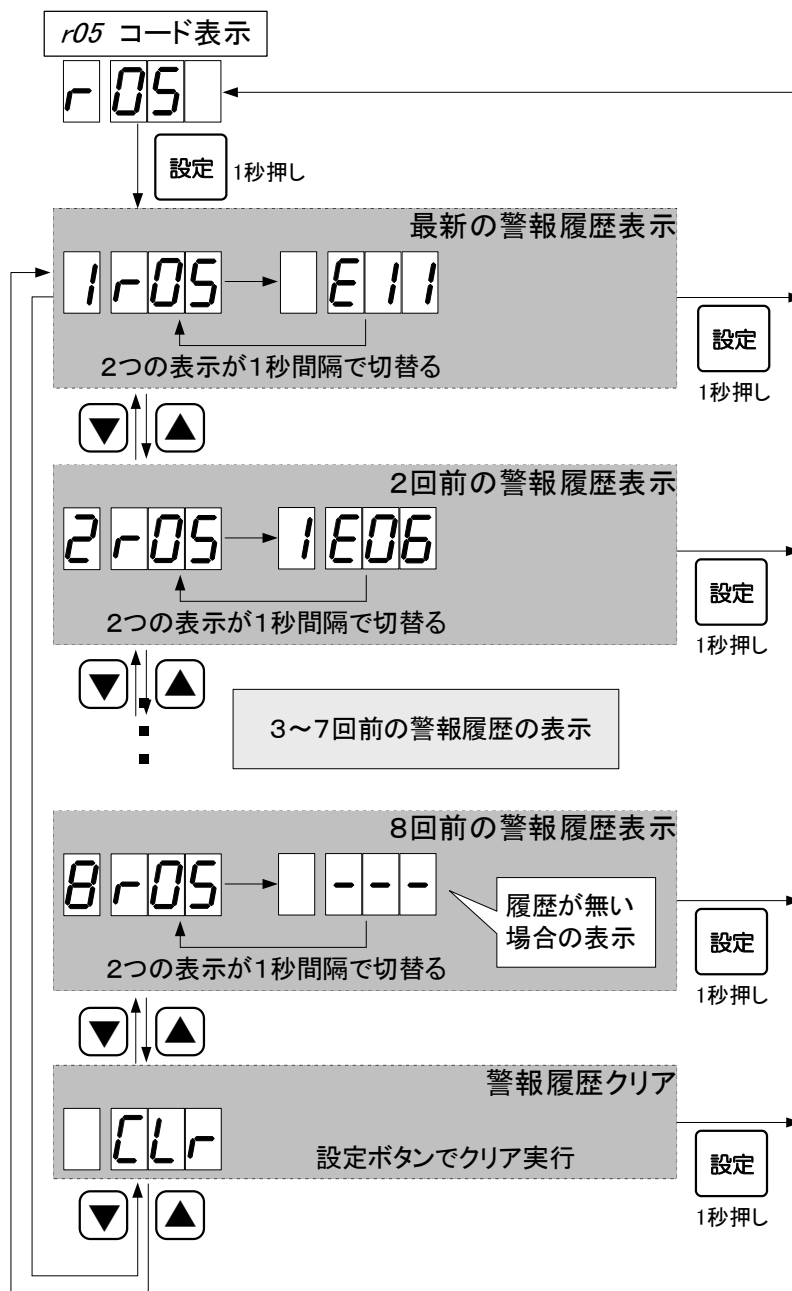 r05 コード表示
r 05
設定 1秒押し
最新の警報履歴表示
1r05 E11
2つの表示が1秒間隔で切替る
設定
1秒押し
▼ ▲
2回前の警報履歴表示
2r05 1E06
2つの表示が1秒間隔で切替る
設定
1秒押し
▼ ▲
3～7回前の警報履歴の表示
8回前の警報履歴表示
8r05 ---
履歴が無い
場合の表示
2つの表示が1秒間隔で切替る
設定
1秒押し
▼ ▲
警報履歴クリア
CLr
設定ボタンでクリア実行
設定
1秒押し
▼ ▲